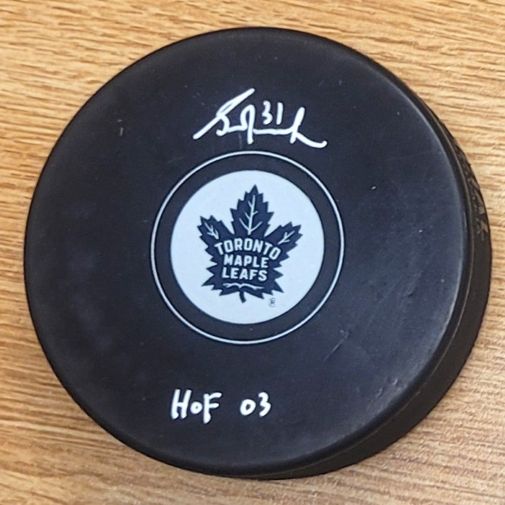 31
TORONTO
MAPLE
LEAFS
®
HOF 03